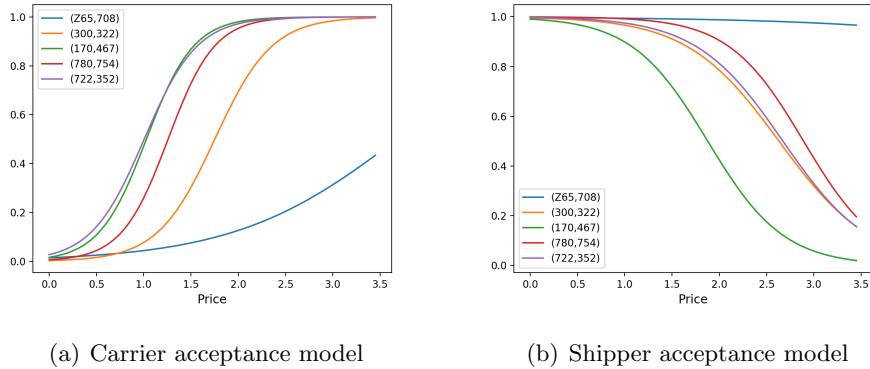 1.0
0.8
0.6
0.4
0.2
0.0
(Z65,708)
(300,322)
(170,467)
(780,754)
(722,352)
0.0 0.5 1.0 1.5 2.0 2.5 3.0 3.5
Price
(a) Carrier acceptance model
1.0
0.8
0.6
0.4
0.2
0.0
(Z65,708)
(300,322)
(170,467)
(780,754)
(722,352)
0.0 0.5 1.0 1.5 2.0 2.5 3.0 3.5
Price
(b) Shipper acceptance model